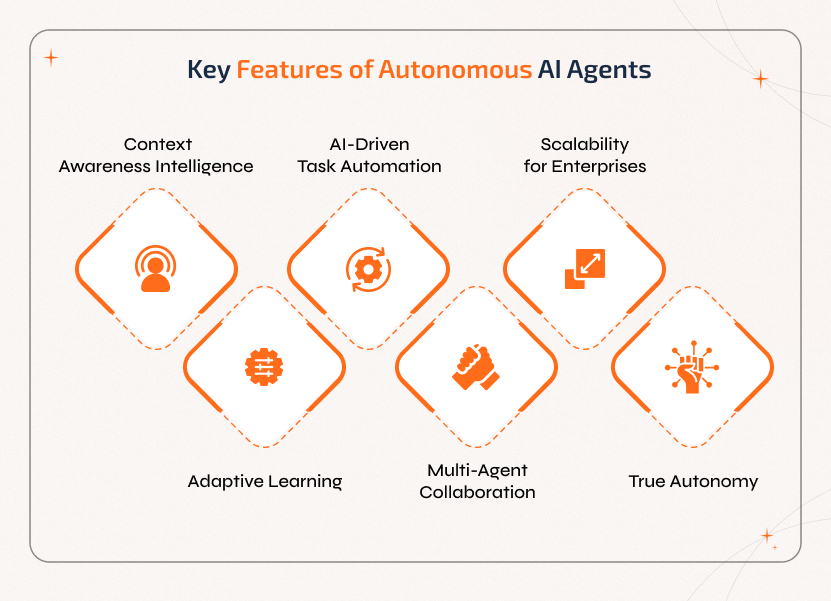 Key Features of Autonomous AI Agents
Context
Awareness Intelligence
AI-Driven
Task Automation
Scalability
for Enterprises
Adaptive Learning
Multi-Agent
Collaboration
True Autonomy